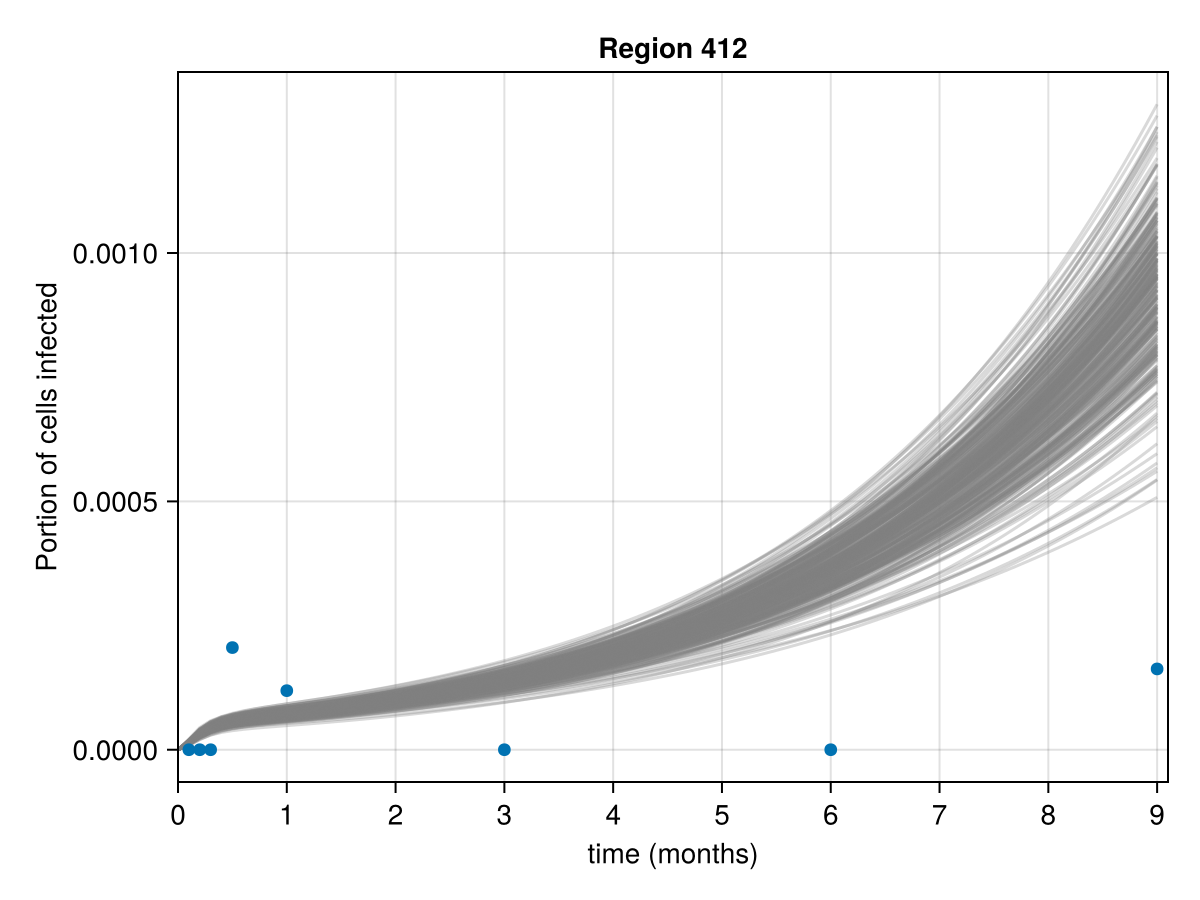 Region 412
Portion of cells infected
0.0010
0.0005
0.0000
0 1 2 3 4 5 6 7 8 9
time (months)